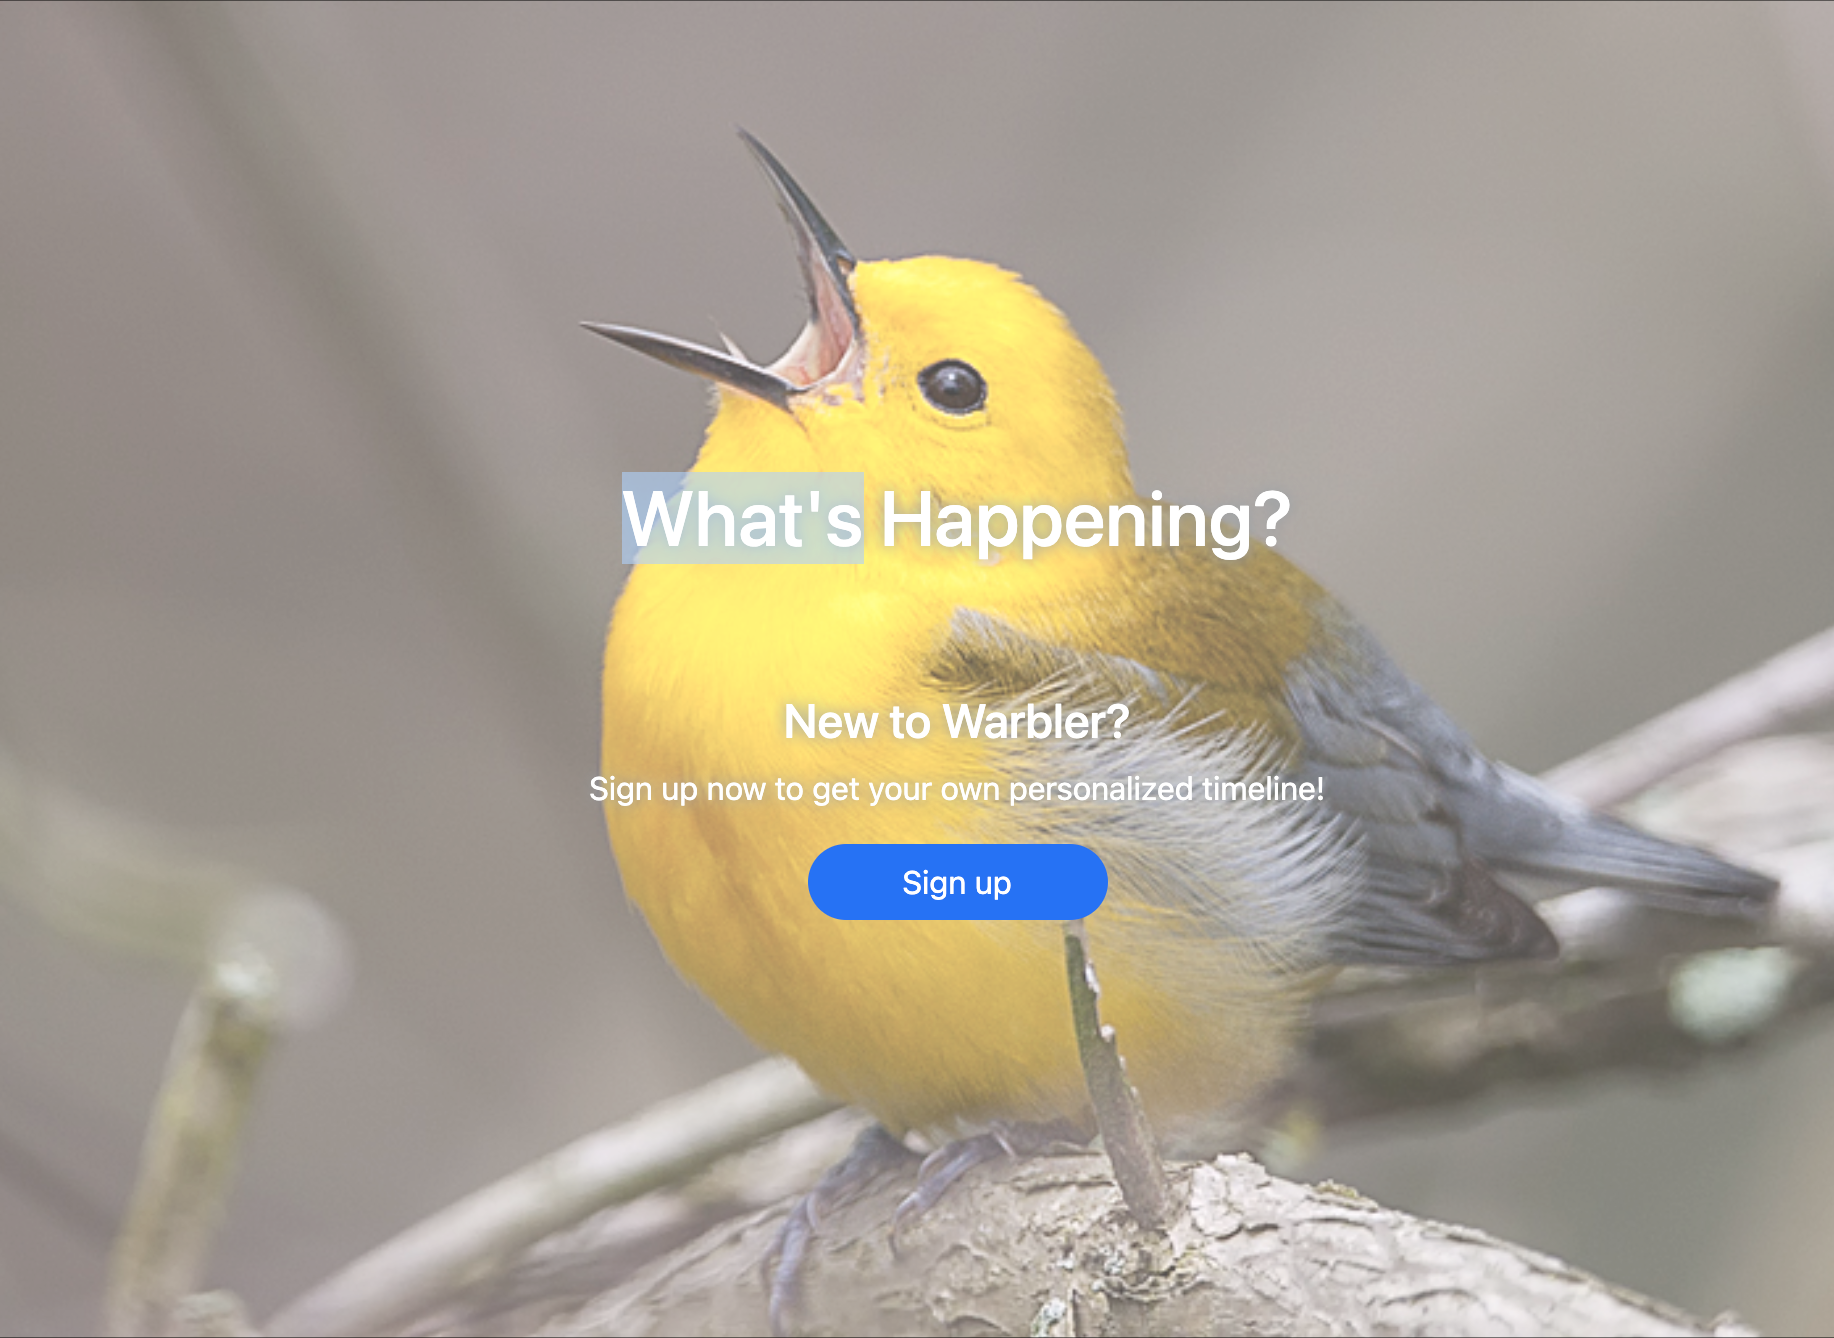 What's Happening?
New to Warbler?
Sign up now to get your own personalized timeline!
Sign up